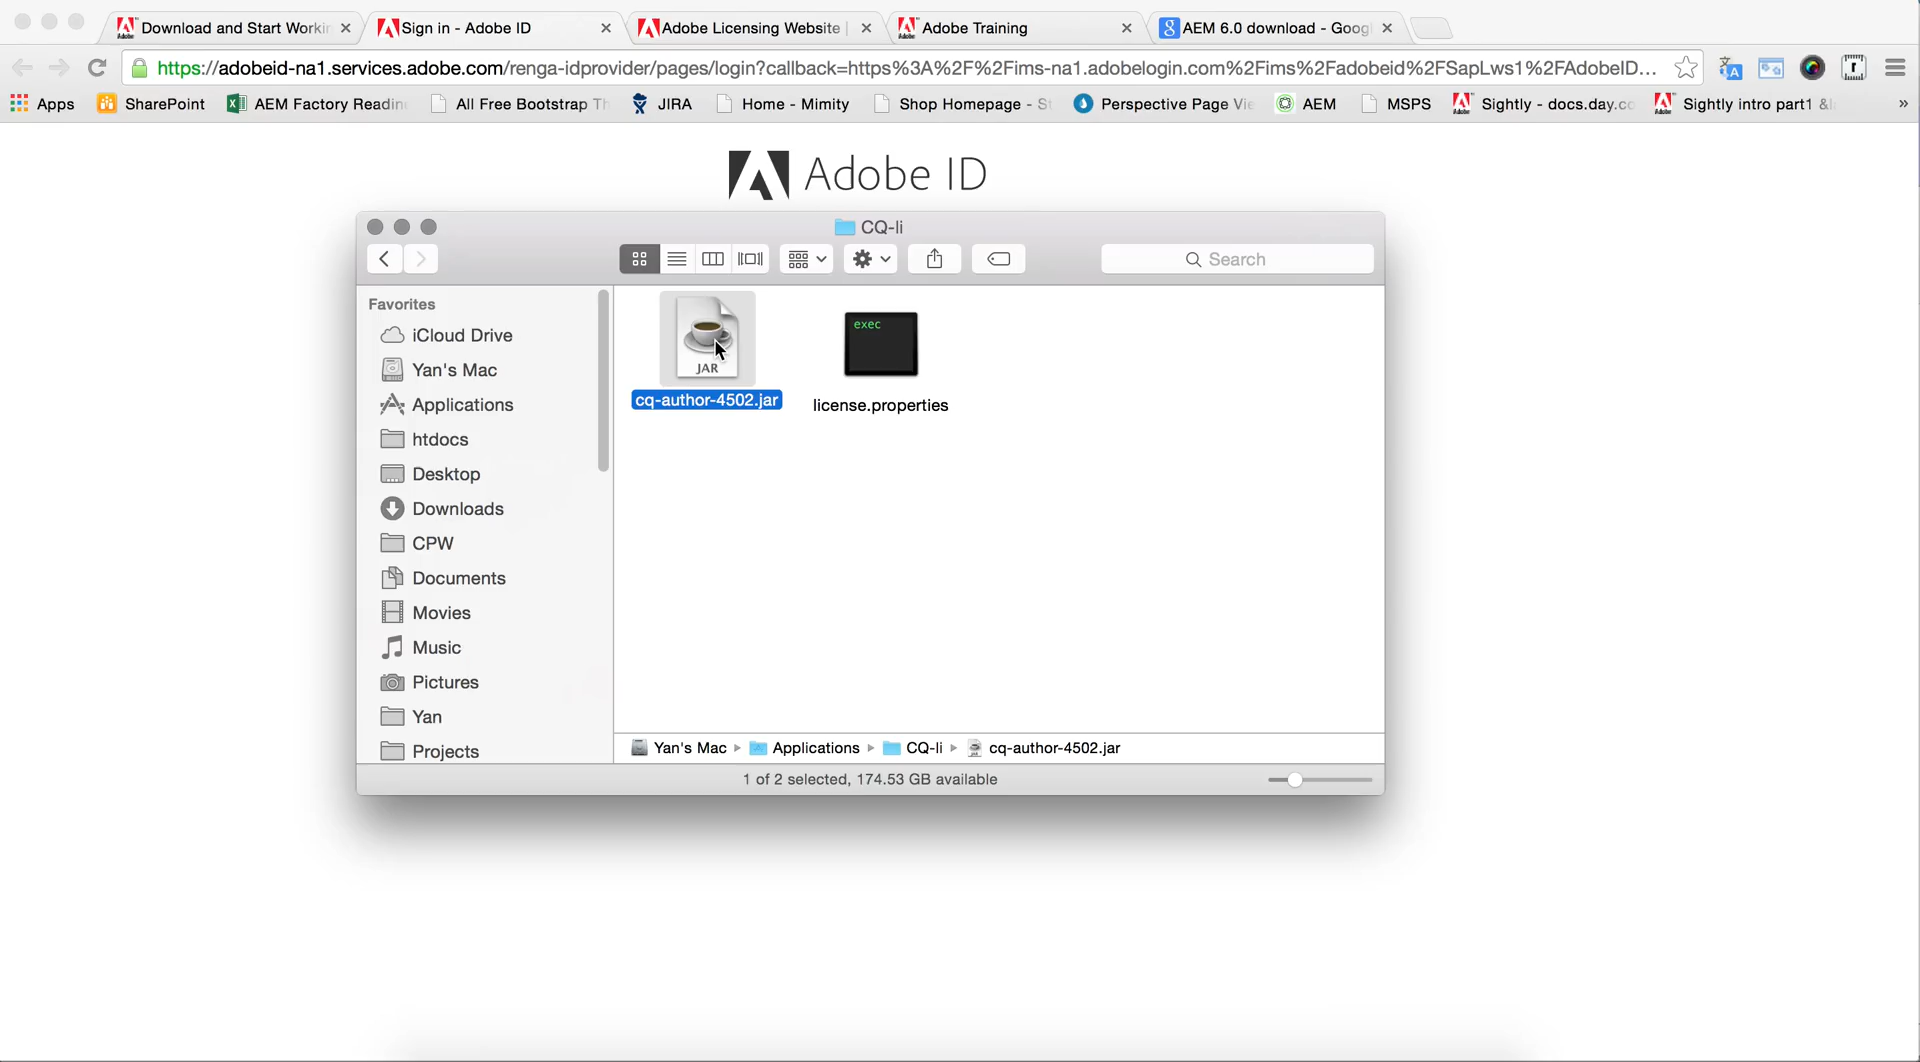 Download and Start Workin
Sign in - Adobe ID
Adobe Licensing Website |
Adobe Training
AEM 6.0 download - Goog
https://adobeid-na1.services.adobe.com/renga-idprovider/pages/login?callback=https%3A%2F%2Fims-na1.adobelogin.com%2Fims%2Fadobeid%2FSapLws1%2FAdobeID...
Apps
SharePoint
AEM Factory Readin
All Free Bootstrap Th
JIRA
Home - Mimity
Shop Homepage - St
Perspective Page Vie
AEM
MSPS
Sightly - docs.day.co
Sightly intro part1 &l
»
Adobe ID
CQ-li
Search
Favorites
iCloud Drive
Yan's Mac
Applications
htdocs
Desktop
Downloads
CPW
Documents
Movies
Music
Pictures
Yan
Projects
JAR
cq-author-4502.jar
exec
license.properties
Yan's Mac ▸ Applications ▸ CQ-li ▸ cq-author-4502.jar
1 of 2 selected, 174.53 GB available